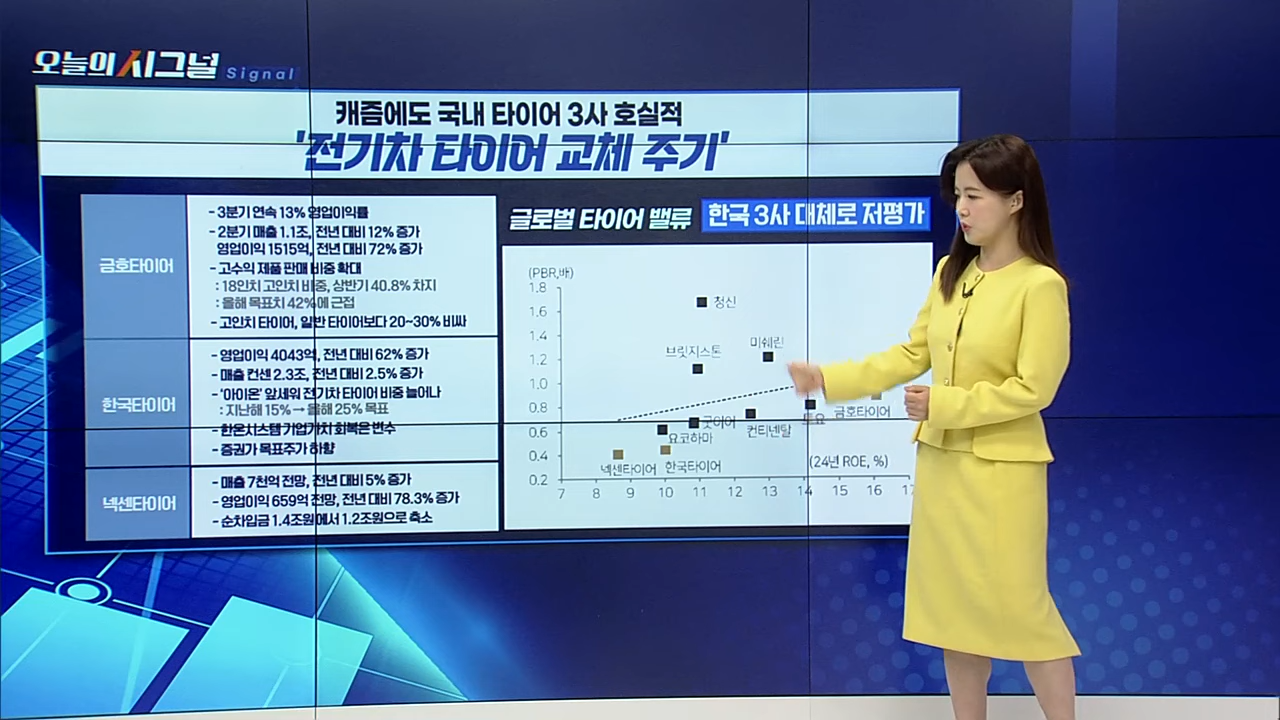 오늘의 시그널 Signal
캐즘에도 국내 타이어 3사 호실적
'전기차 타이어 교체 주기'
금호타이어
- 3분기 연속 13% 영업이익률
- 2분기 매출 1.1조, 전년 대비 12% 증가
영업이익 1515억, 전년 대비 72% 증가
- 고수익 제품 판매 비중 확대
: 18인치 고인치 비중, 상반기 40.8% 차지
: 올해 목표치 42%에 근접
- 고인치 타이어, 일반 타이어보다 20~30% 비싸
한국타이어
- 영업이익 4043억, 전년 대비 62% 증가
- 매출 컨센 2.3조, 전년 대비 2.5% 증가
- '아이온' 앞세워 전기차 타이어 비중 늘어나
: 지난해 15% → 올해 25% 목표
- 한온시스템 기업가치 회복은 변수
- 증권가 목표주가 하향
넥센타이어
- 매출 7천억 전망, 전년 대비 5% 증가
- 영업이익 659억 전망, 전년 대비 78.3% 증가
- 순차입금 1.4조원에서 1.2조원으로 축소
글로벌 타이어 밸류 한국 3사 대체로 저평가
(PBR,배)
1.8
1.6
1.4
1.2
1.0
0.8
0.6
0.4
0.2
청신
미쉐린
브릿지스톤
굿이어
토요
금호타이어
컨티넨탈
요코하마
넥센타이어
한국타이어
(24년 ROE, %)
7 8 9 10 11 12 13 14 15 16 17